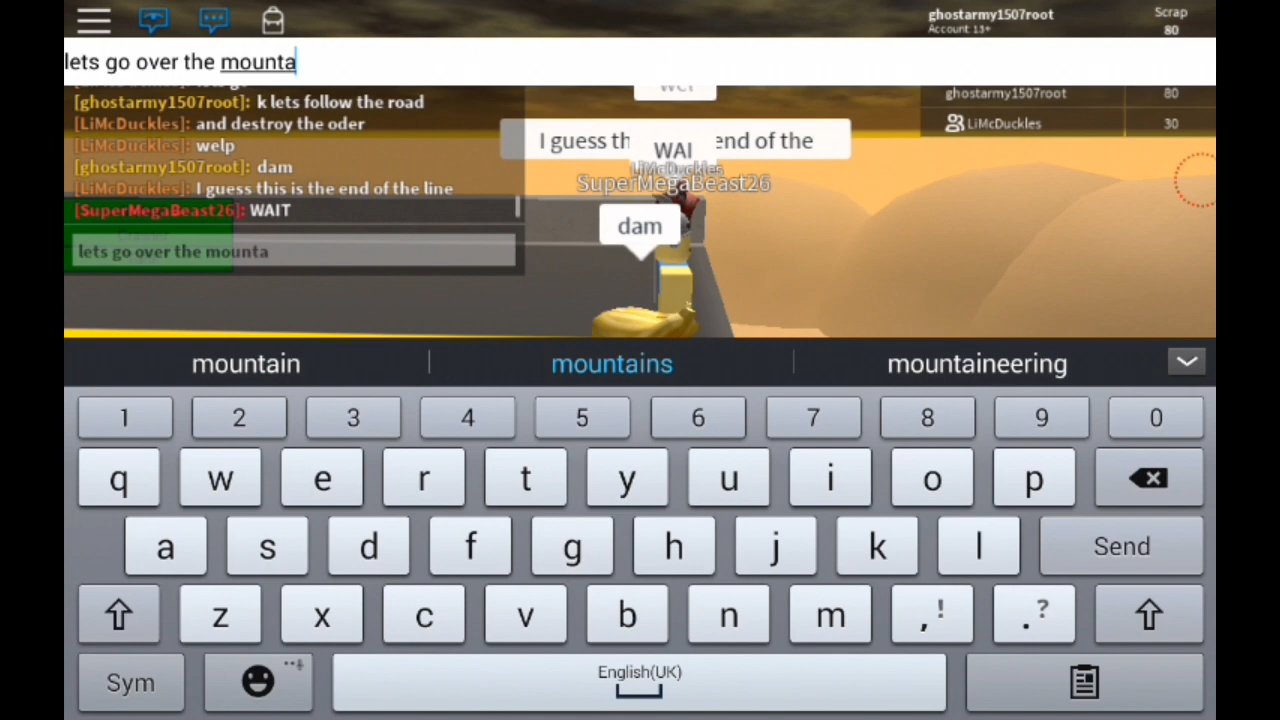 ghostarmy1507root
Account: 13+
Scrap
80
lets go over the mounta
[ghostarmy1507root]: k lets follow the road
[LiMcDuckles]: and destroy the oder
[LiMcDuckles]: welp
[ghostarmy1507root]: dam
[LiMcDuckles]: I guess this is the end of the line
[SuperMegaBeast26]: WAIT
lets go over the mounta
ghostarmy1507root 80
LiMcDuckles 30
I guess th end of the
WAI
LiMcDuckles
SuperMegaBeast26
dam
mountain mountains mountaineering
1 2 3 4 5 6 7 8 9 0
q w e r t y u i o p
a s d f g h j k l Send
z x c v b n m ,! .?
Sym English(UK)